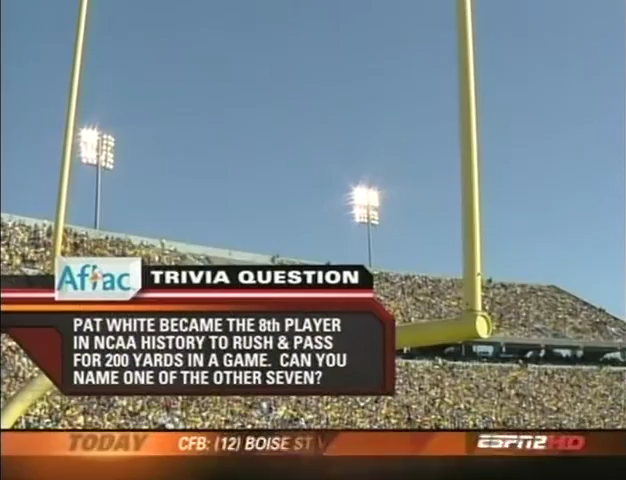 Aflac
TRIVIA QUESTION
PAT WHITE BECAME THE 8th PLAYER
IN NCAA HISTORY TO RUSH & PASS
FOR 200 YARDS IN A GAME. CAN YOU
NAME ONE OF THE OTHER SEVEN?
TODAY CFB: (12) BOISE ST ESPN2HD